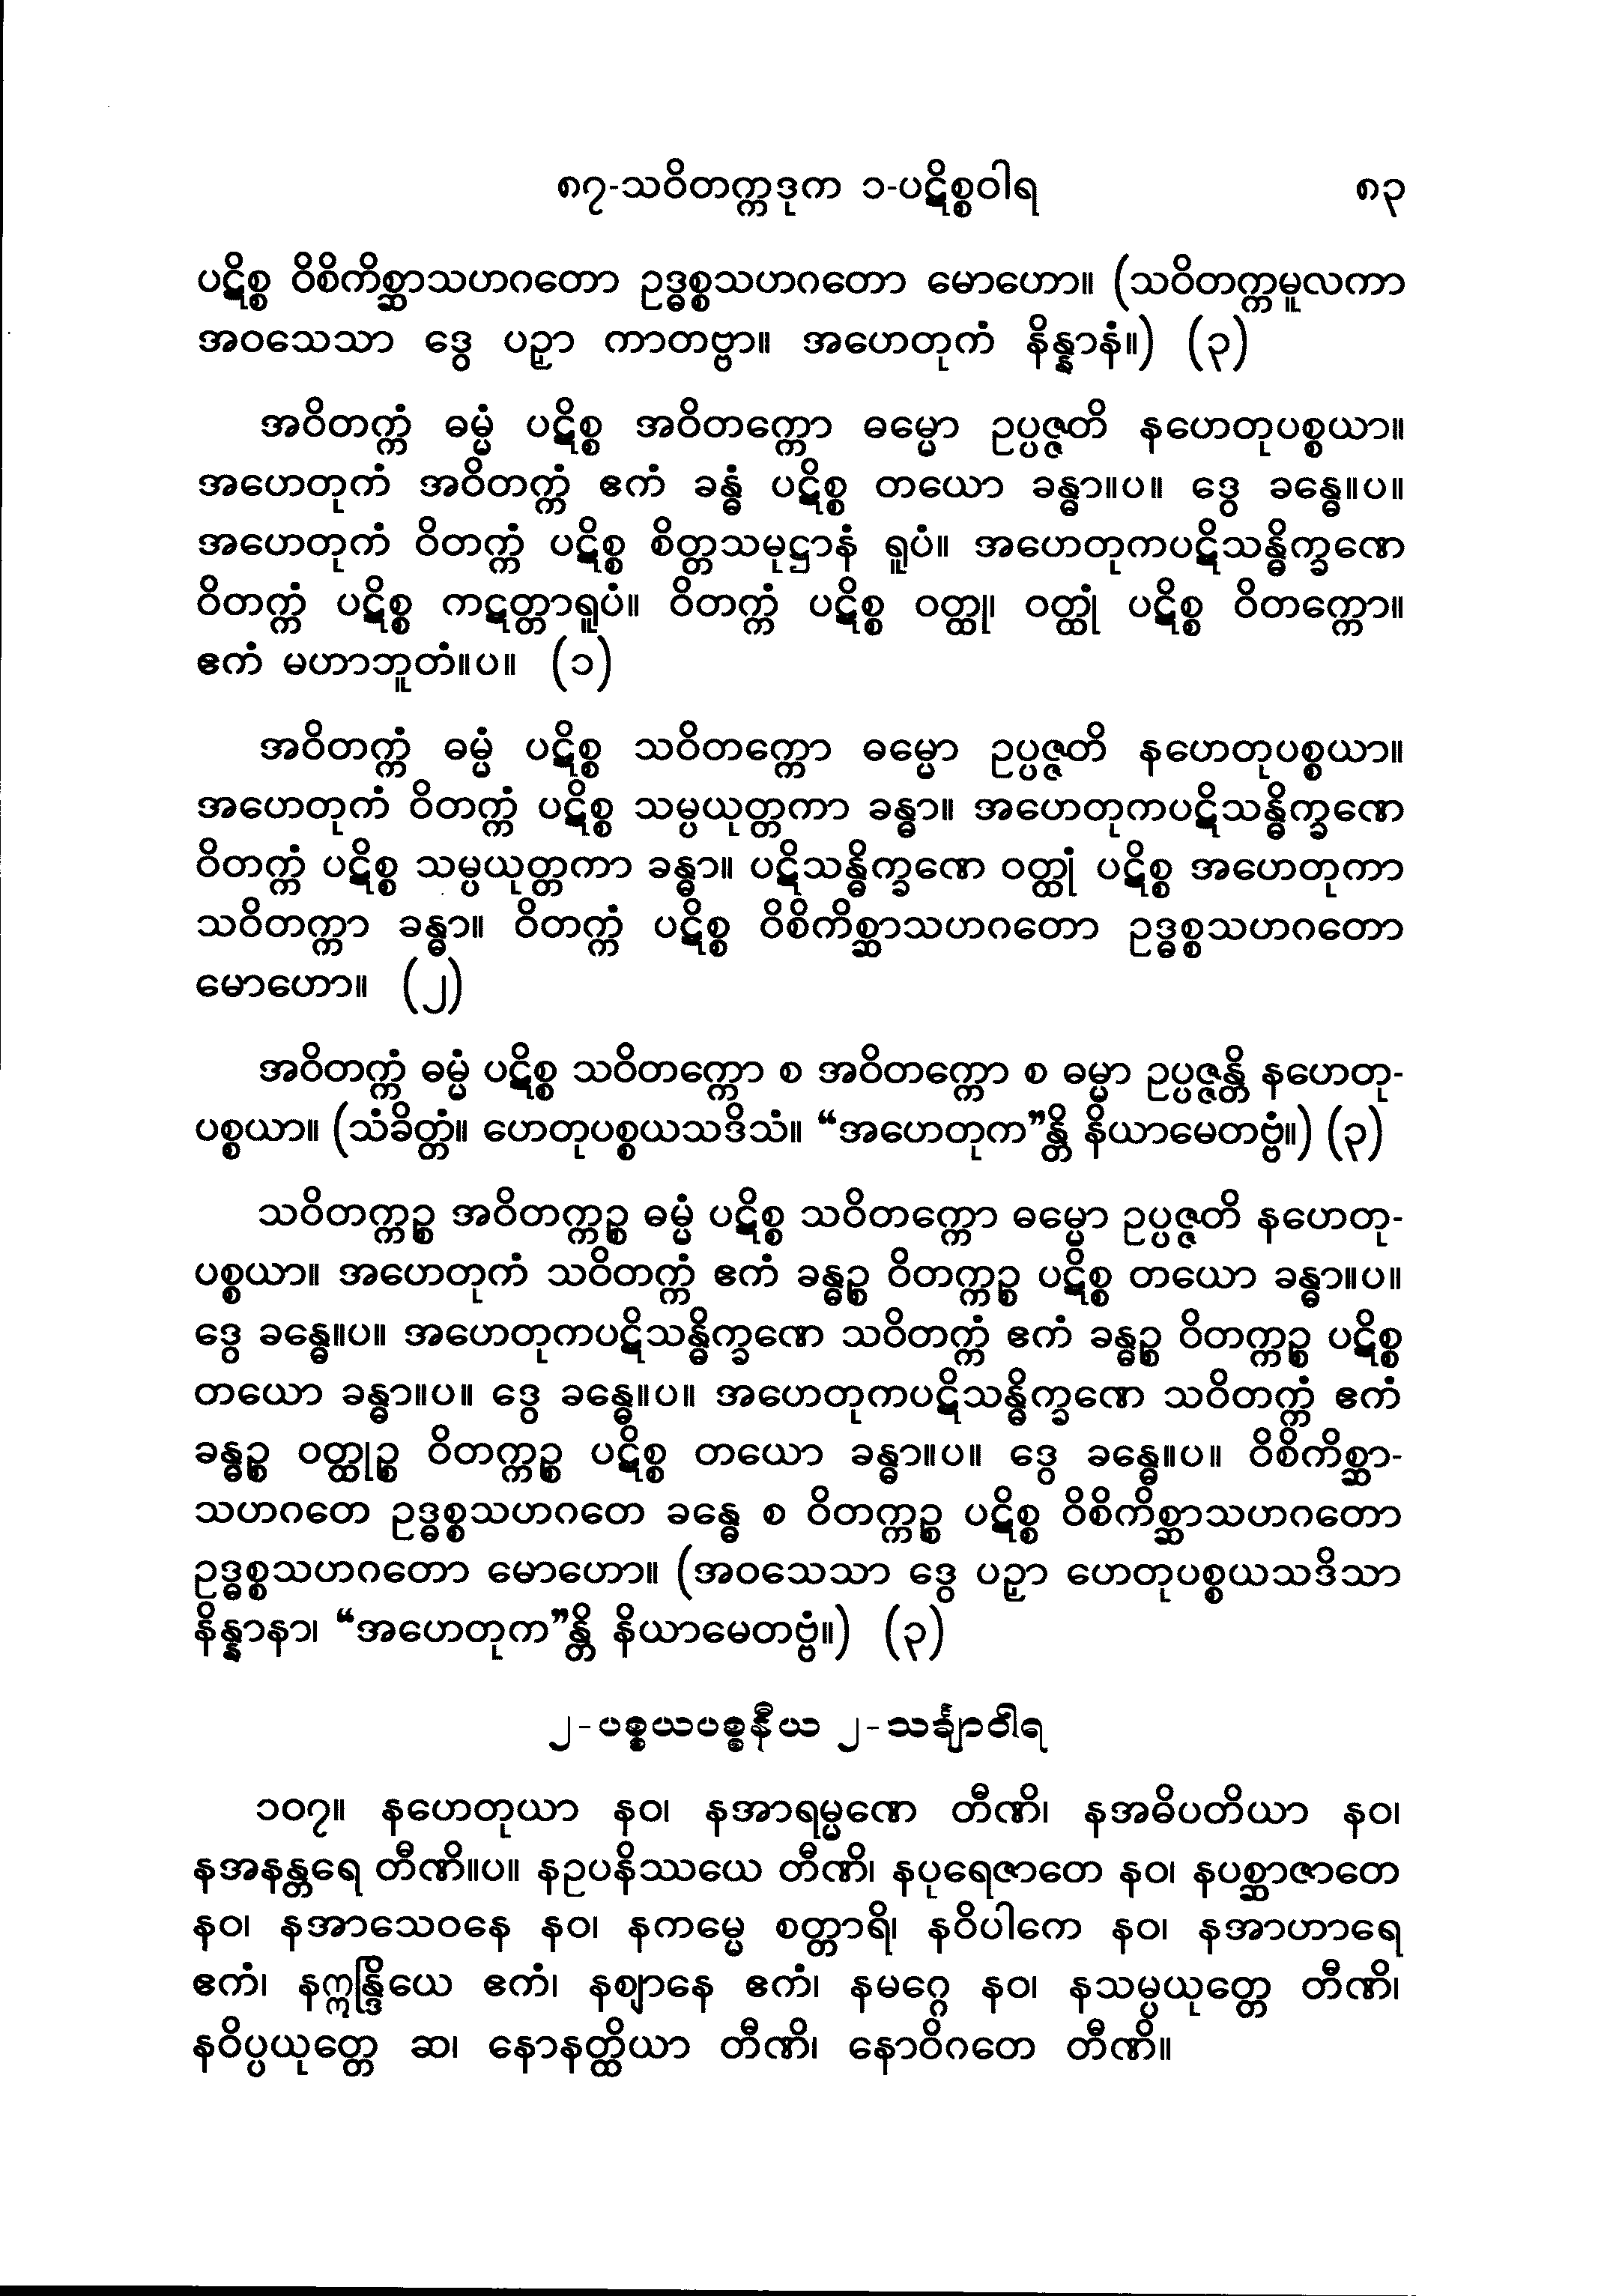 ၈၇-သဝိတက္ကဒုက ၁-ပဋိစ္စဝါရ ၈၃
ပဋိစ္စ ဝိစိကိစ္ဆာသဟဂတော ဥဒ္ဓစ္စသဟဂတော မောဟော။ (သဝိတက္ကမူလကာ
အဝသေသာ ဒွေ ပဉှာ ကာတဗ္ဗာ။ အဟေတုကံ နိန္နာနံ။) (၃)
အဝိတက္ကံ ဓမ္မံ ပဋိစ္စ အဝိတက္ကော ဓမ္မော ဥပ္ပဇ္ဇတိ နဟေတုပစ္စယာ။
အဟေတုကံ အဝိတက္ကံ ဧကံ ခန္ဓံ ပဋိစ္စ တယော ခန္ဓာ။ပ။ ဒွေ ခန္ဓေ။ပ။
အဟေတုကံ ဝိတက္ကံ ပဋိစ္စ စိတ္တသမုဋ္ဌာနံ ရူပံ။ အဟေတုကပဋိသန္ဓိက္ခဏေ
ဝိတက္ကံ ပဋိစ္စ ကဋတ္တာရူပံ။ ဝိတက္ကံ ပဋိစ္စ ဝတ္ထု၊ ဝတ္ထုံ ပဋိစ္စ ဝိတက္ကော။
ဧကံ မဟာဘူတံ။ပ။ (၁)
အဝိတက္ကံ ဓမ္မံ ပဋိစ္စ သဝိတက္ကော ဓမ္မော ဥပ္ပဇ္ဇတိ နဟေတုပစ္စယာ။
အဟေတုကံ ဝိတက္ကံ ပဋိစ္စ သမ္ပယုတ္တကာ ခန္ဓာ။ အဟေတုကပဋိသန္ဓိက္ခဏေ
ဝိတက္ကံ ပဋိစ္စ သမ္ပယုတ္တကာ ခန္ဓာ။ ပဋိသန္ဓိက္ခဏေ ဝတ္ထုံ ပဋိစ္စ အဟေတုကာ
သဝိတက္ကာ ခန္ဓာ။ ဝိတက္ကံ ပဋိစ္စ ဝိစိကိစ္ဆာသဟဂတော ဥဒ္ဓစ္စသဟဂတော
မောဟော။ (၂)
အဝိတက္ကံ ဓမ္မံ ပဋိစ္စ သဝိတက္ကော စ အဝိတက္ကော စ ဓမ္မာ ဥပ္ပဇ္ဇန္တိ နဟေတု-
ပစ္စယာ။ (သံခိတ္တံ။ ဟေတုပစ္စယသဒိသံ။ “အဟေတုက”န္တိ နိယာမေတဗ္ဗံ။) (၃)
သဝိတက္ကဉ္စ အဝိတက္ကဉ္စ ဓမ္မံ ပဋိစ္စ သဝိတက္ကော ဓမ္မော ဥပ္ပဇ္ဇတိ နဟေတု-
ပစ္စယာ။ အဟေတုကံ သဝိတက္ကံ ဧကံ ခန္ဓဉ္စ ဝိတက္ကဉ္စ ပဋိစ္စ တယော ခန္ဓာ။ပ။
ဒွေ ခန္ဓေ။ပ။ အဟေတုကပဋိသန္ဓိက္ခဏေ သဝိတက္ကံ ဧကံ ခန္ဓဉ္စ ဝိတက္ကဉ္စ ပဋိစ္စ
တယော ခန္ဓာ။ပ။ ဒွေ ခန္ဓေ။ပ။ အဟေတုကပဋိသန္ဓိက္ခဏေ သဝိတက္ကံ ဧကံ
ခန္ဓဉ္စ ဝတ္ထုဉ္စ ဝိတက္ကဉ္စ ပဋိစ္စ တယော ခန္ဓာ။ပ။ ဒွေ ခန္ဓေ။ပ။ ဝိစိကိစ္ဆာ-
သဟဂတေ ဥဒ္ဓစ္စသဟဂတေ ခန္ဓေ စ ဝိတက္ကဉ္စ ပဋိစ္စ ဝိစိကိစ္ဆာသဟဂတော
ဥဒ္ဓစ္စသဟဂတော မောဟော။ (အဝသေသာ ဒွေ ပဉှာ ဟေတုပစ္စယသဒိသာ
နိန္နာနာ၊ “အဟေတုက”န္တိ နိယာမေတဗ္ဗံ။) (၃)
၂-ပစ္စယပစ္စနီယ ၂-သင်္ချာဝါရ
၁၀၇။ နဟေတုယာ နဝ၊ နအာရမ္မဏေ တီဏိ၊ နအဓိပတိယာ နဝ၊
နအနန္တရေ တီဏိ။ပ။ နဥပနိဿယေ တီဏိ၊ နပုရေဇာတေ နဝ၊ နပစ္ဆာဇာတေ
နဝ၊ နအာသေဝနေ နဝ၊ နကမ္မေ စတ္တာရိ၊ နဝိပါကေ နဝ၊ နအာဟာရေ
ဧကံ၊ နဣန္ဒြိယေ ဧကံ၊ နဈာနေ ဧကံ၊ နမဂ္ဂေ နဝ၊ နသမ္ပယုတ္တေ တီဏိ၊
နဝိပ္ပယုတ္တေ ဆ၊ နောနတ္ထိယာ တီဏိ၊ နောဝိဂတေ တီဏိ။